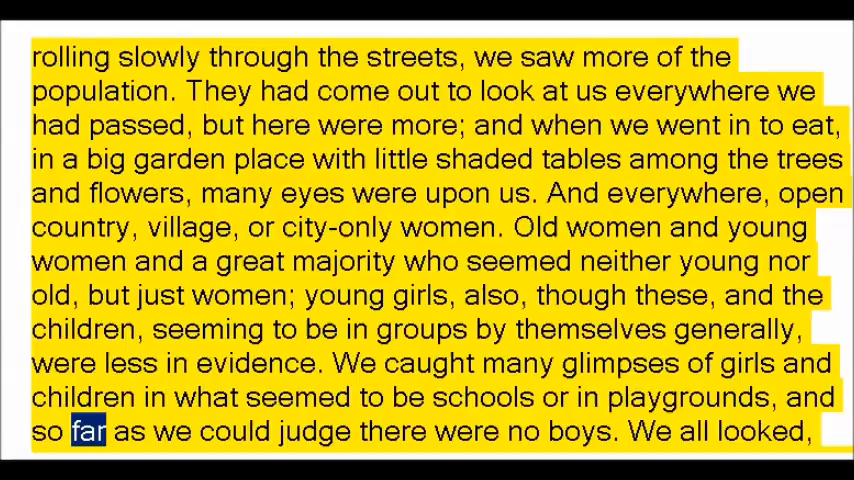 rolling slowly through the streets, we saw more of the
population. They had come out to look at us everywhere we
had passed, but here were more; and when we went in to eat,
in a big garden place with little shaded tables among the trees
and flowers, many eyes were upon us. And everywhere, open
country, village, or city-only women. Old women and young
women and a great majority who seemed neither young nor
old, but just women; young girls, also, though these, and the
children, seeming to be in groups by themselves generally,
were less in evidence. We caught many glimpses of girls and
children in what seemed to be schools or in playgrounds, and
so far as we could judge there were no boys. We all looked,